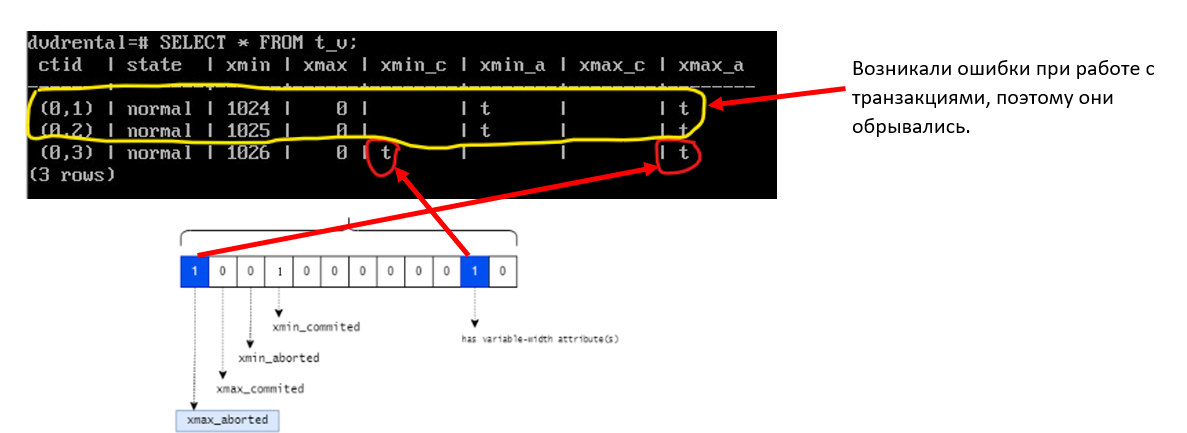 dvdrental=# SELECT * FROM t_v;
ctid | state | xmin | xmax | xmin_c | xmin_a | xmax_c | xmax_a
(0,1) | normal | 1024 | 0 | | t | | t
(0,2) | normal | 1025 | 0 | | t | | t
(0,3) | normal | 1026 | 0 | t | | | t
(3 rows)
Возникали ошибки при работе с
транзакциями, поэтому они
обрывались.
1 0 0 1 0 0 0 0 0 0 1 0
xmin_commited
has variable-width attribute(s)
xmin_aborted
xmax_commited
xmax_aborted